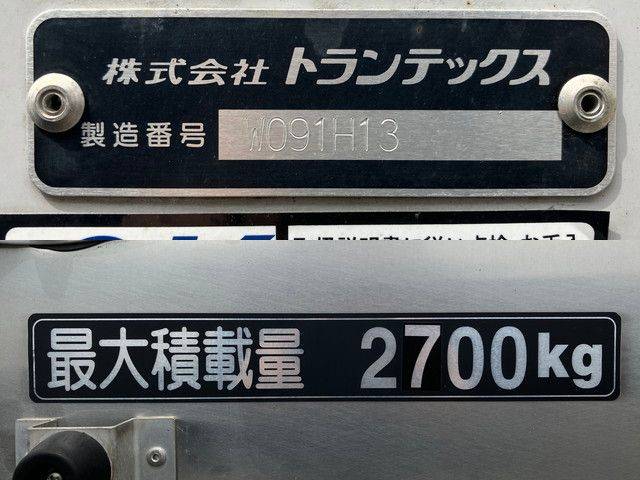 株式会社 トランテックス
製造番号 W091H13
最大積載量 2700kg